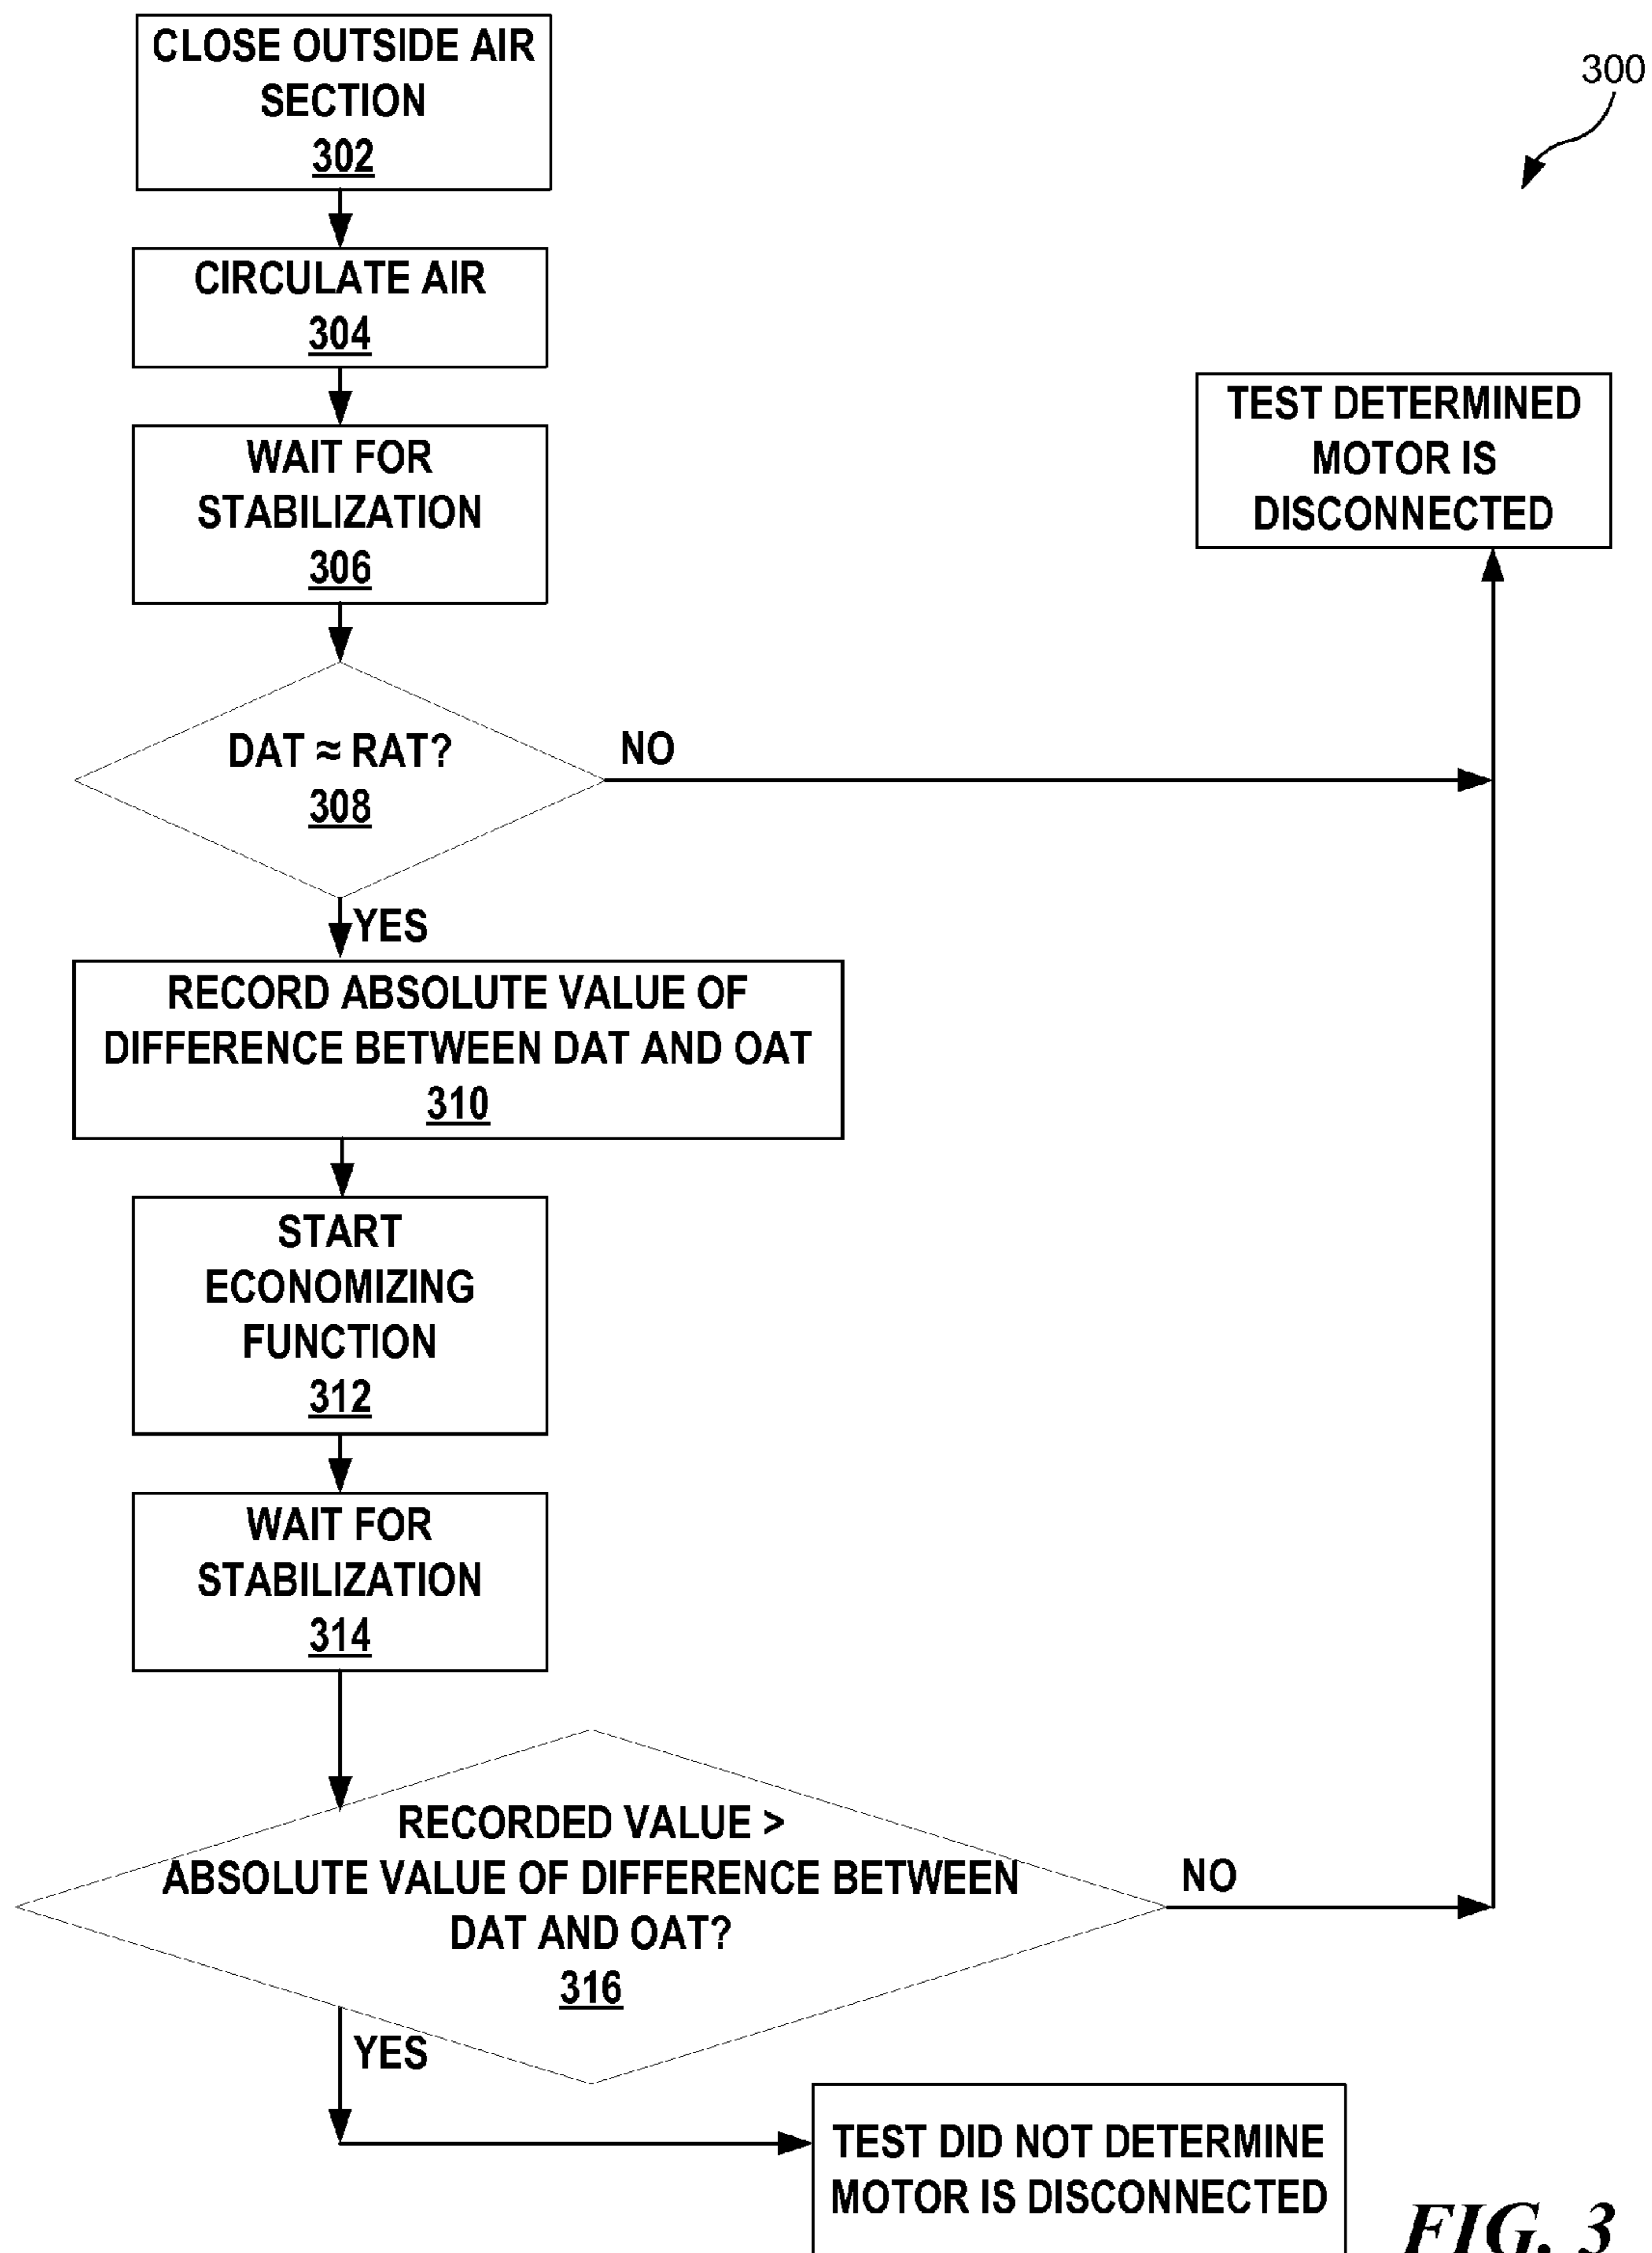 CLOSE OUTSIDE AIR
SECTION
302
300
CIRCULATE AIR
304
WAIT FOR
STABILIZATION
306
TEST DETERMINED
MOTOR IS
DISCONNECTED
DAT ≈ RAT?
308
NO
YES
RECORD ABSOLUTE VALUE OF
DIFFERENCE BETWEEN DAT AND OAT
310
START
ECONOMIZING
FUNCTION
312
WAIT FOR
STABILIZATION
314
RECORDED VALUE >
ABSOLUTE VALUE OF DIFFERENCE BETWEEN
DAT AND OAT?
316
NO
YES
TEST DID NOT DETERMINE
MOTOR IS DISCONNECTED
FIG. 3